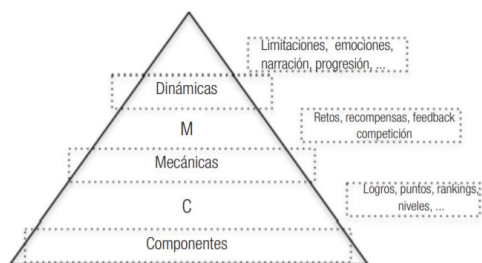 Limitaciones, emociones,
narración, progresión, ...
Dinámicas
M
Retos, recompensas, feedback
competición
Mecánicas
Logros, puntos, rankings,
niveles, ...
C
Componentes